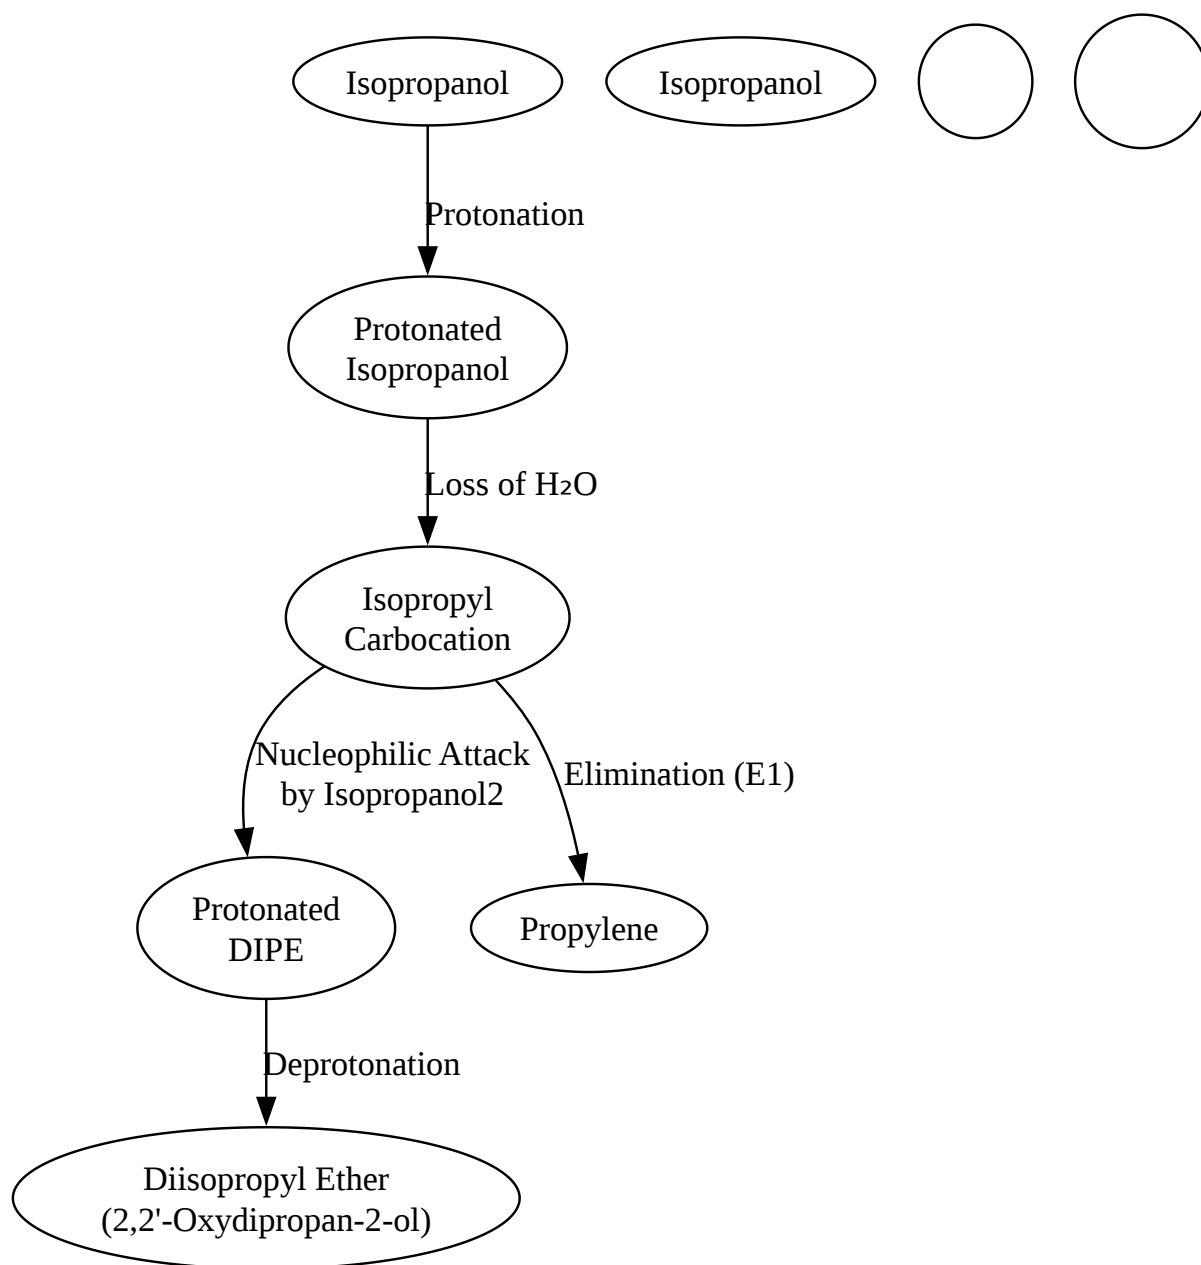 Isopropanol
Isopropanol
Protonation
Protonated
Isopropanol
Loss of H₂O
Isopropyl
Carbocation
Nucleophilic Attack
by Isopropanol2
Elimination (E1)
Protonated
DIPE
Propylene
Deprotonation
Diisopropyl Ether
(2,2'-Oxydipropan-2-ol)